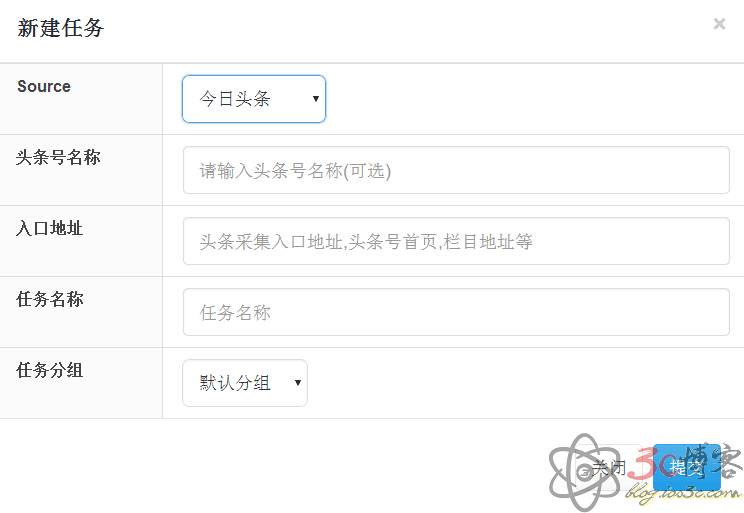 新建任务 ×
Source 今日头条
头条号名称 请输入头条号名称(可选)
入口地址 头条采集入口地址,头条号首页,栏目地址等
任务名称 任务名称
任务分组 默认分组
关闭 提交
3c博客
blog.ios3c.com